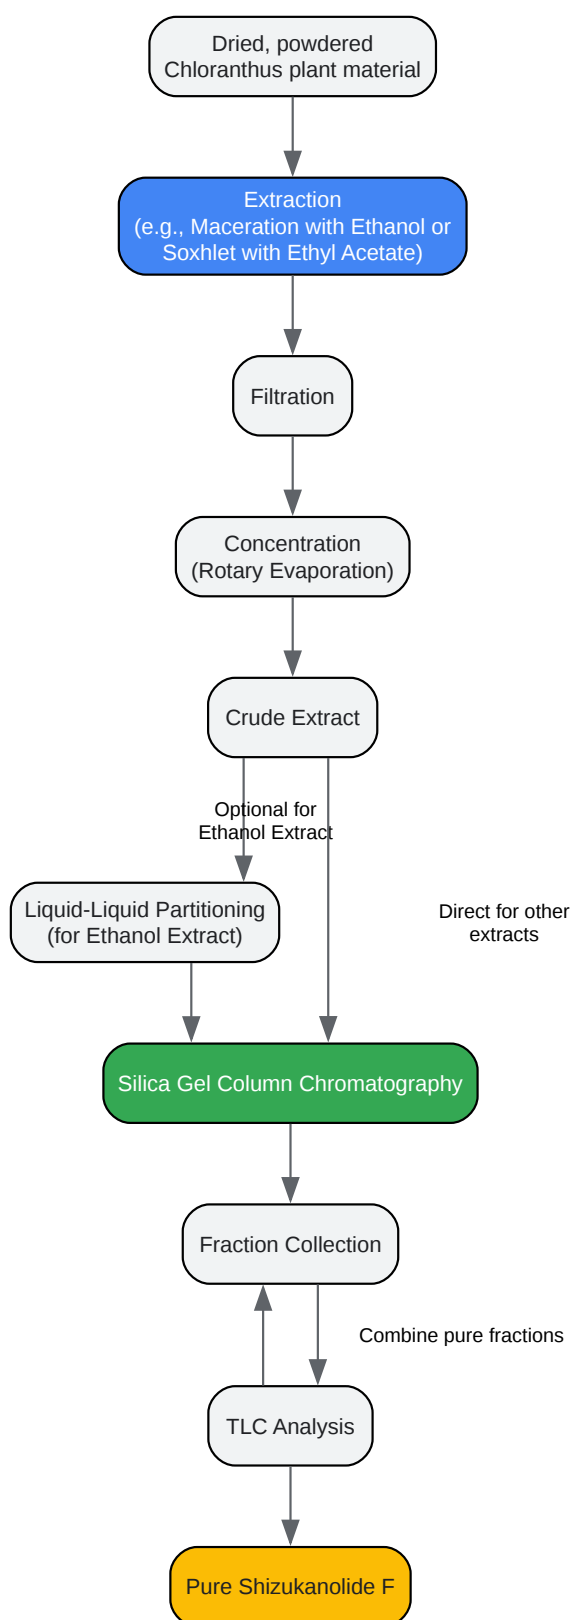 Dried, powdered
Chloranthus plant material
Extraction
(e.g., Maceration with Ethanol or
Soxhlet with Ethyl Acetate)
Filtration
Concentration
(Rotary Evaporation)
Crude Extract
Optional for
Ethanol Extract
Liquid-Liquid Partitioning
(for Ethanol Extract)
Direct for other
extracts
Silica Gel Column Chromatography
Fraction Collection
Combine pure fractions
TLC Analysis
Pure Shizukanolide F